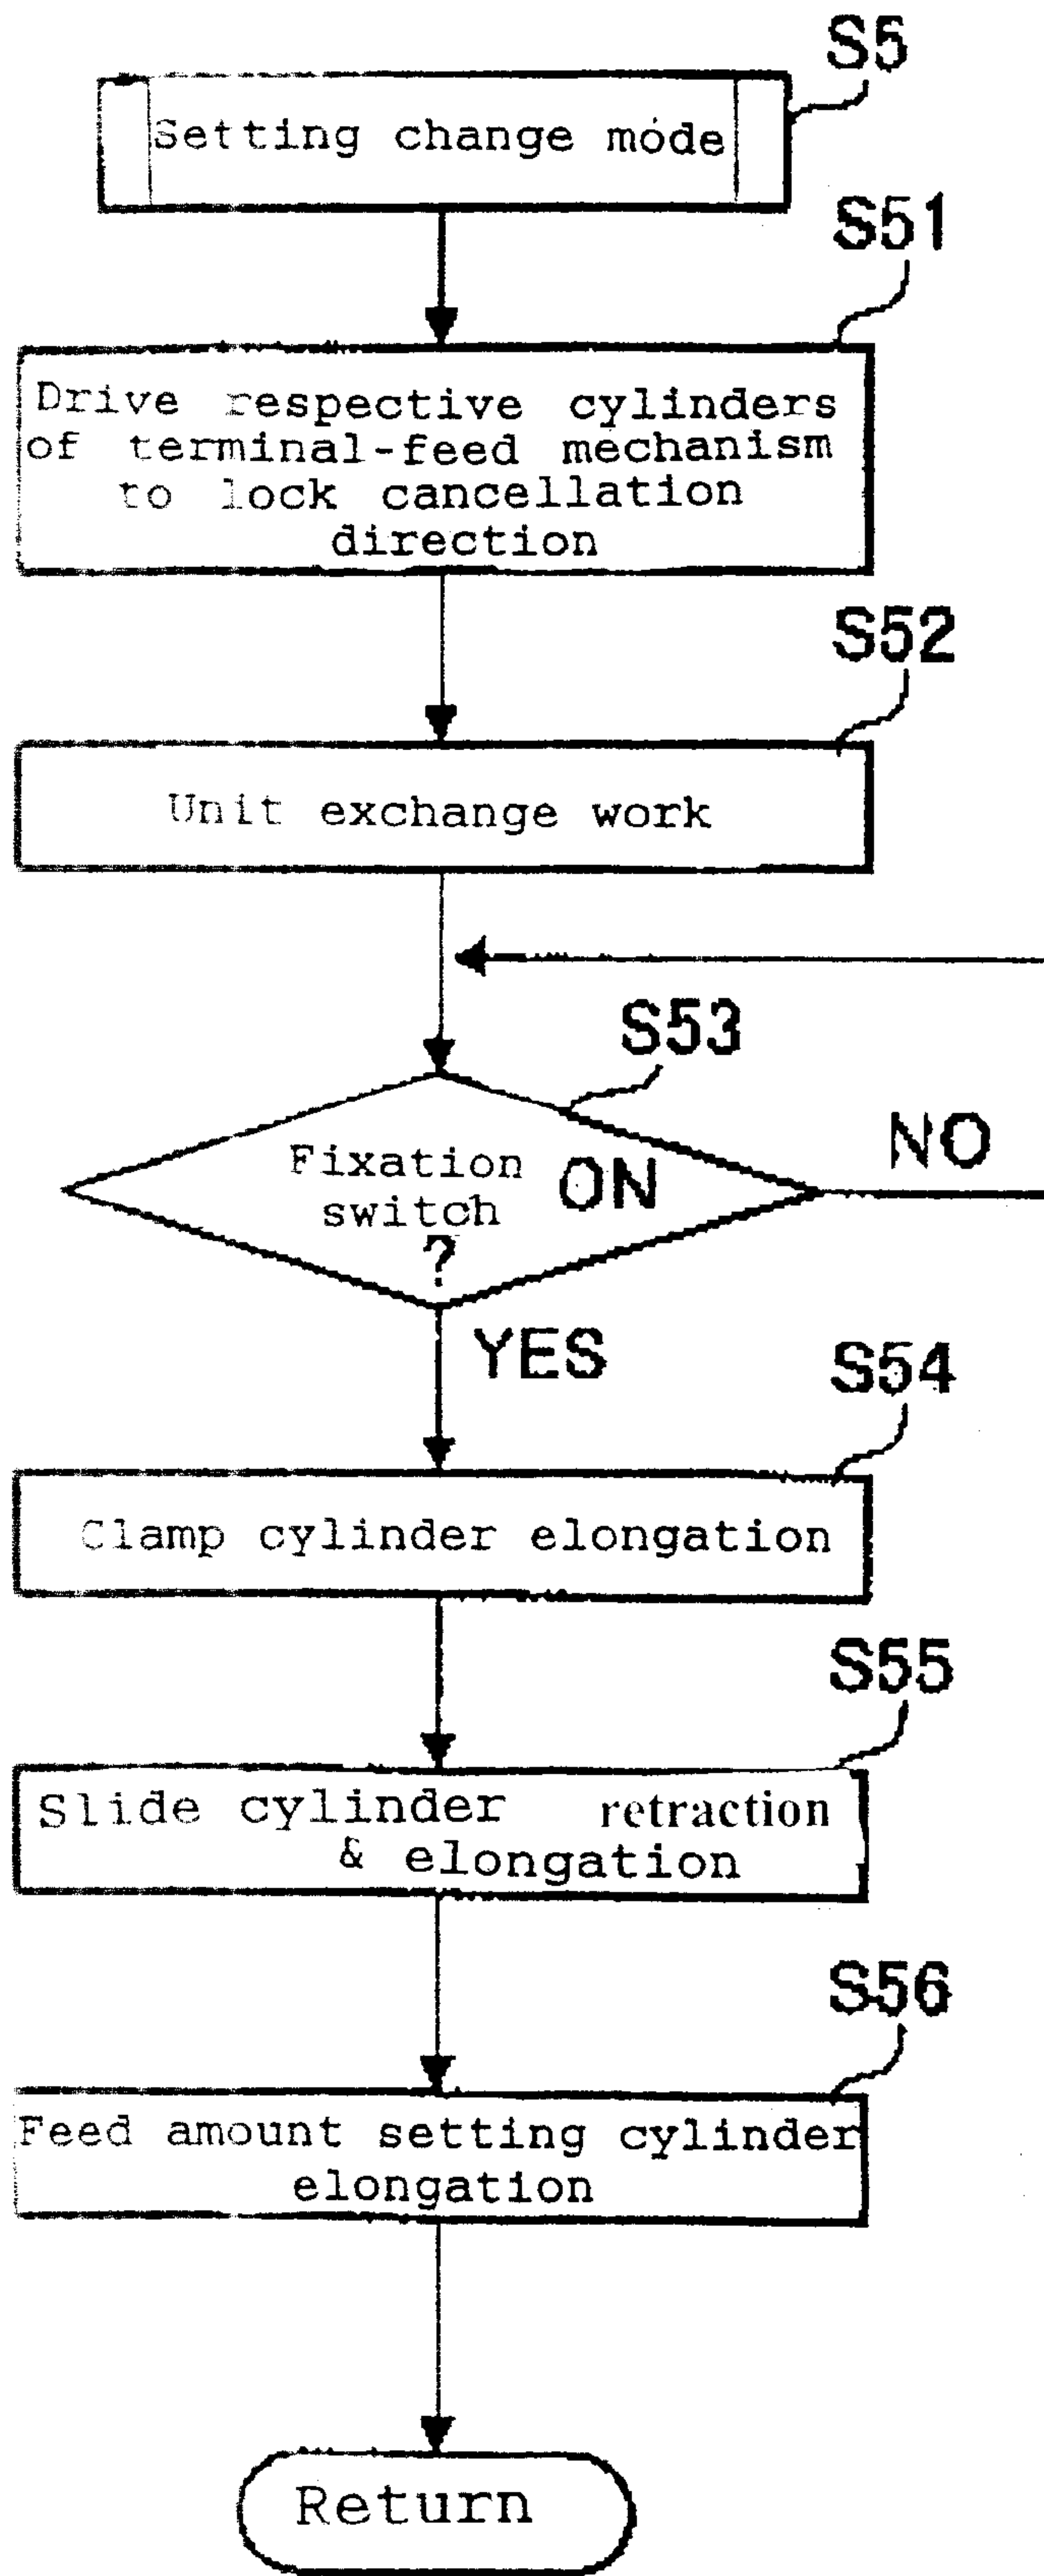 S5
Setting change mode
S51
Drive respective cylinders
of terminal-feed mechanism
to lock cancellation
direction
S52
Unit exchange work
S53
Fixation
switch ON
?
NO
YES
S54
Clamp cylinder elongation
S55
Slide cylinder retraction
& elongation
S56
Feed amount setting cylinder
elongation
Return